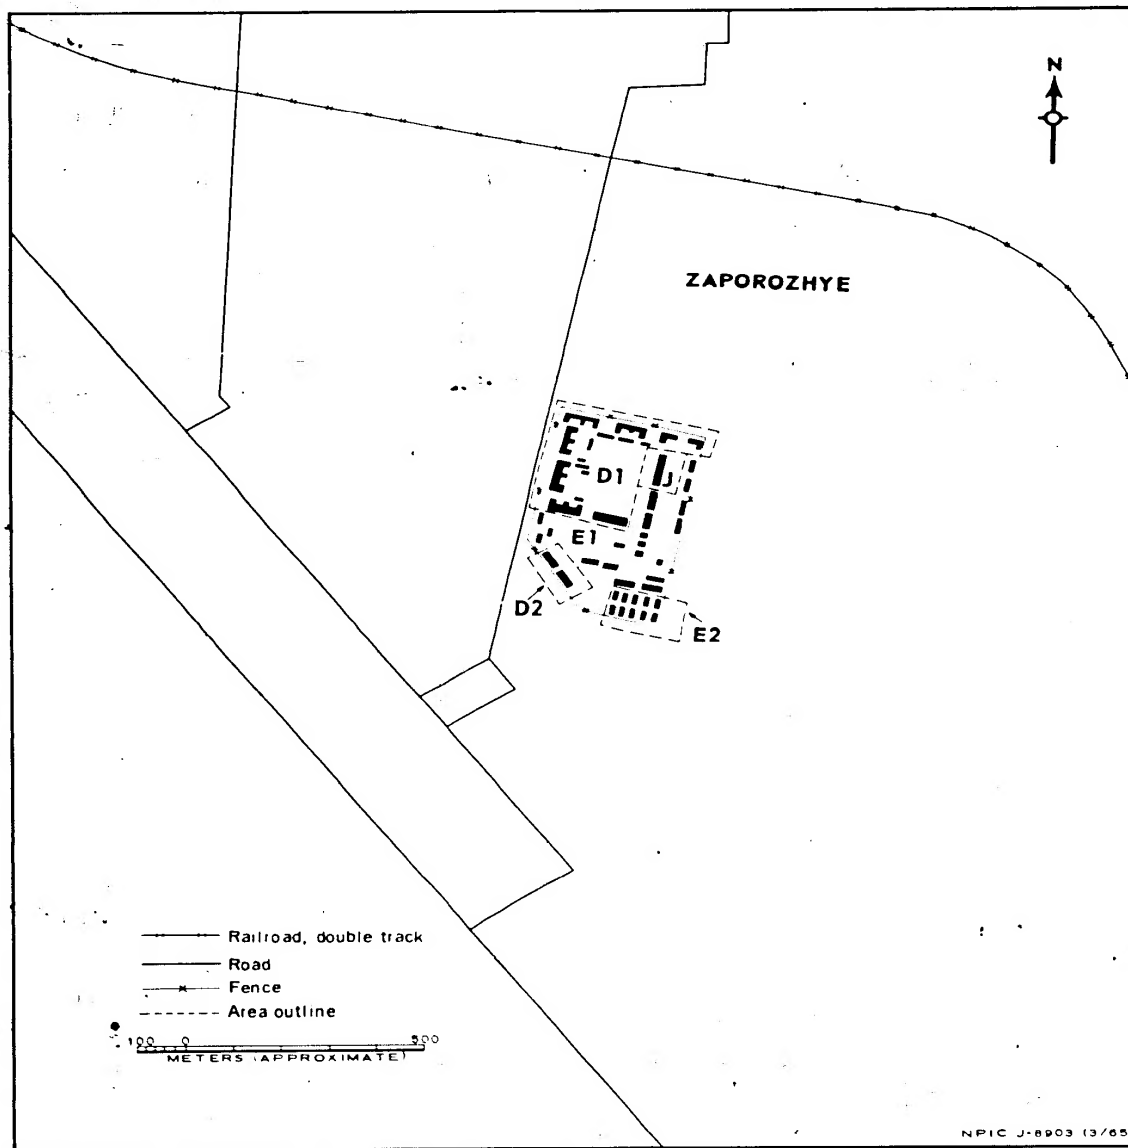 N
ZAPOROZHYE
D1
J
E1
D2
E2
Railroad, double track
Road
Fence
Area outline
100 0 500
METERS (APPROXIMATE)
NPIC J-8903 (3/65